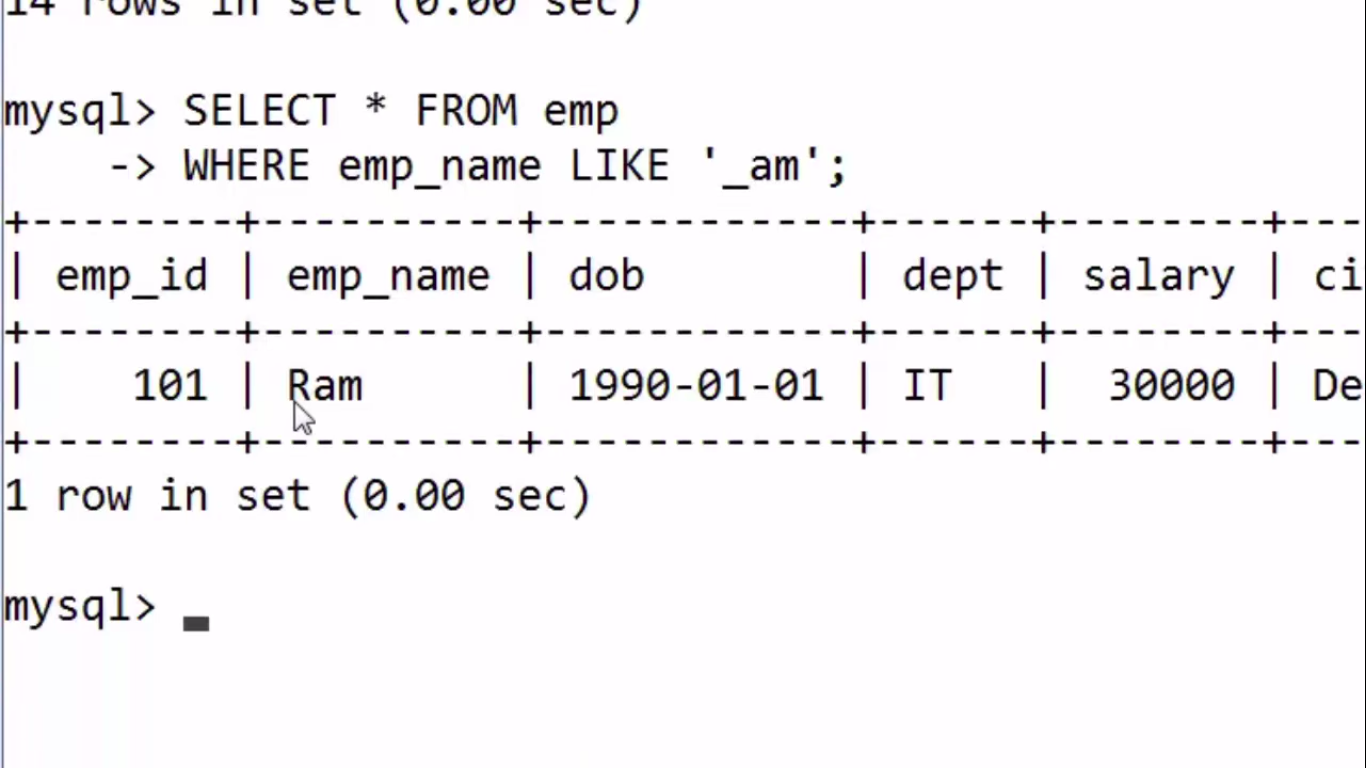 14 rows in set (0.00 sec)
mysql> SELECT * FROM emp
    -> WHERE emp_name LIKE '_am';
+--------+----------+------------+------+--------+---
| emp_id | emp_name | dob        | dept | salary | ci
+--------+----------+------------+------+--------+---
|    101 | Ram      | 1990-01-01 | IT   |  30000 | De
+--------+----------+------------+------+--------+---
1 row in set (0.00 sec)
mysql>